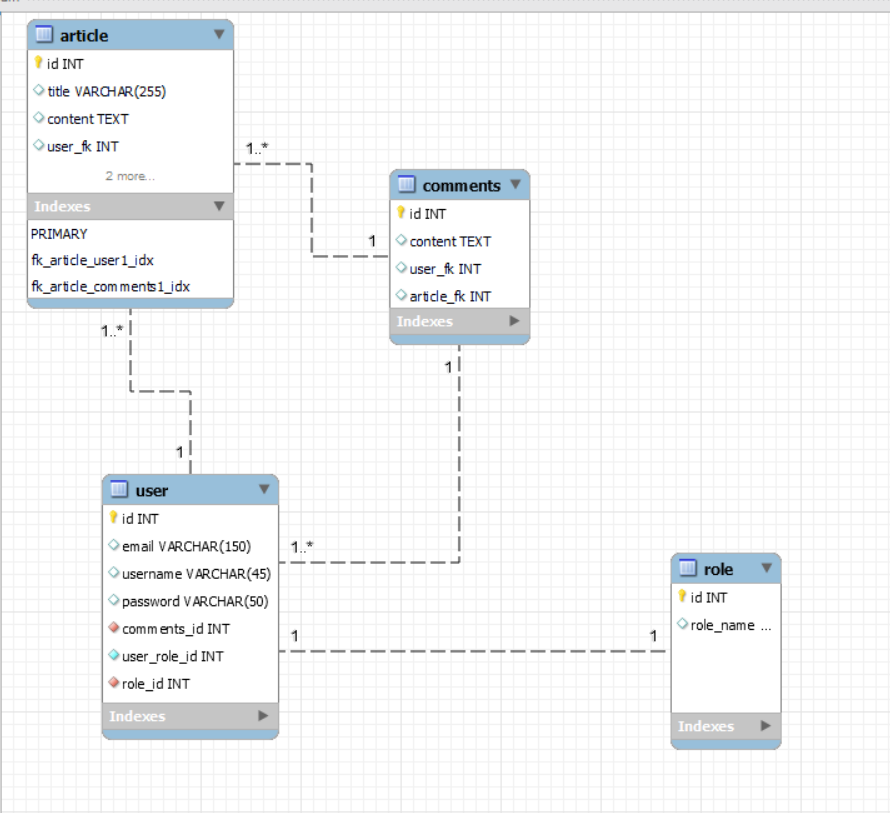 article
id INT
title VARCHAR(255)
content TEXT
user_fk INT
2 more...
Indexes
PRIMARY
fk_article_user1_idx
fk_article_comments1_idx
1..*
1
comments
id INT
content TEXT
user_fk INT
article_fk INT
Indexes
1..*
1
1
1..*
user
id INT
email VARCHAR(150)
username VARCHAR(45)
password VARCHAR(50)
comments_id INT
user_role_id INT
role_id INT
Indexes
1
1
role
id INT
role_name ...
Indexes